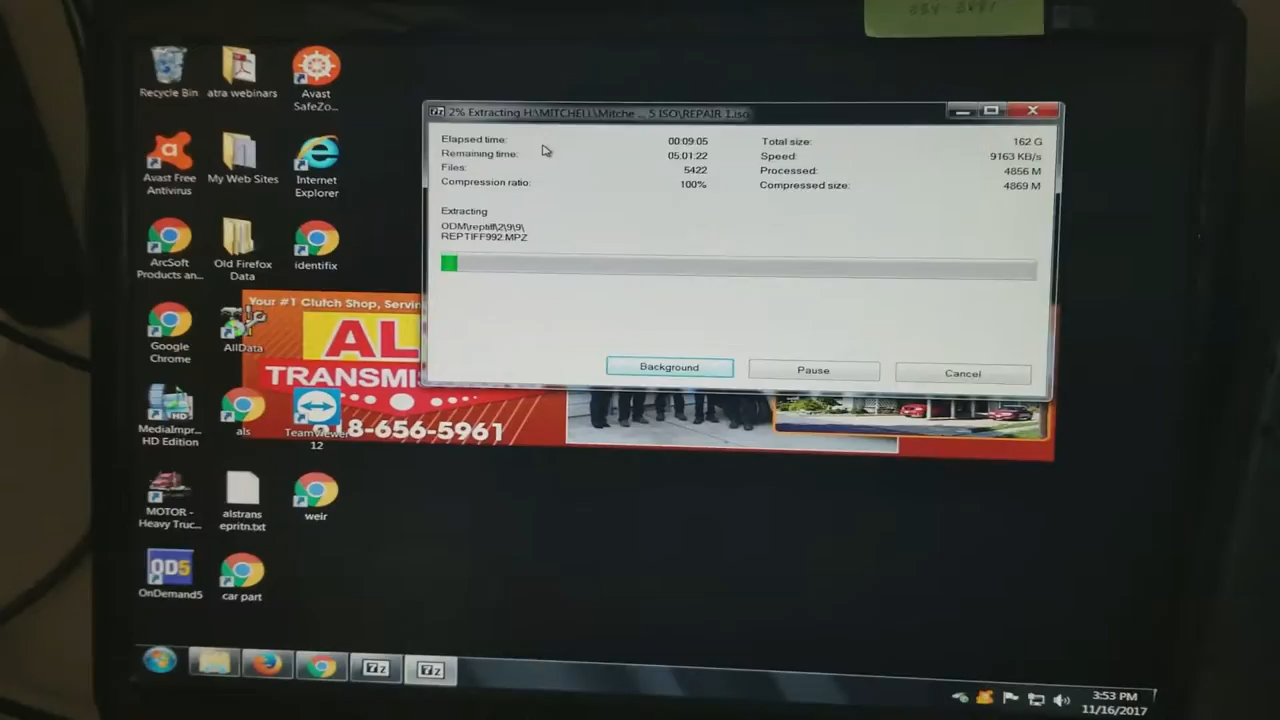 Recycle Bin
atra webinars
Avast
SafeZo...
Avast Free
Antivirus
My Web Sites
Internet
Explorer
ArcSoft
Products an...
Old Firefox
Data
identifix
Google
Chrome
AllData
MediaImpr...
HD Edition
als
TeamViewer
12
MOTOR -
Heavy Truc...
alstrans
epritn.txt
weir
OD5
OnDemand5
car part
Your #1 Clutch Shop, Servin
AL
TRANSMI
818-656-5961
2% Extracting H:\MITCHELL\Mitche ... 5 ISO\REPAIR 1.iso
Elapsed time: 00:09:05 Total size: 162 G
Remaining time: 05:01:22 Speed: 9163 KB/s
Files: 5422 Processed: 4856 M
Compression ratio: 100% Compressed size: 4869 M
Extracting
ODM\reptiff\2\9\9\
REPTIFF992.MPZ
Background
Pause
Cancel
7z
7z
3:53 PM
11/16/2017